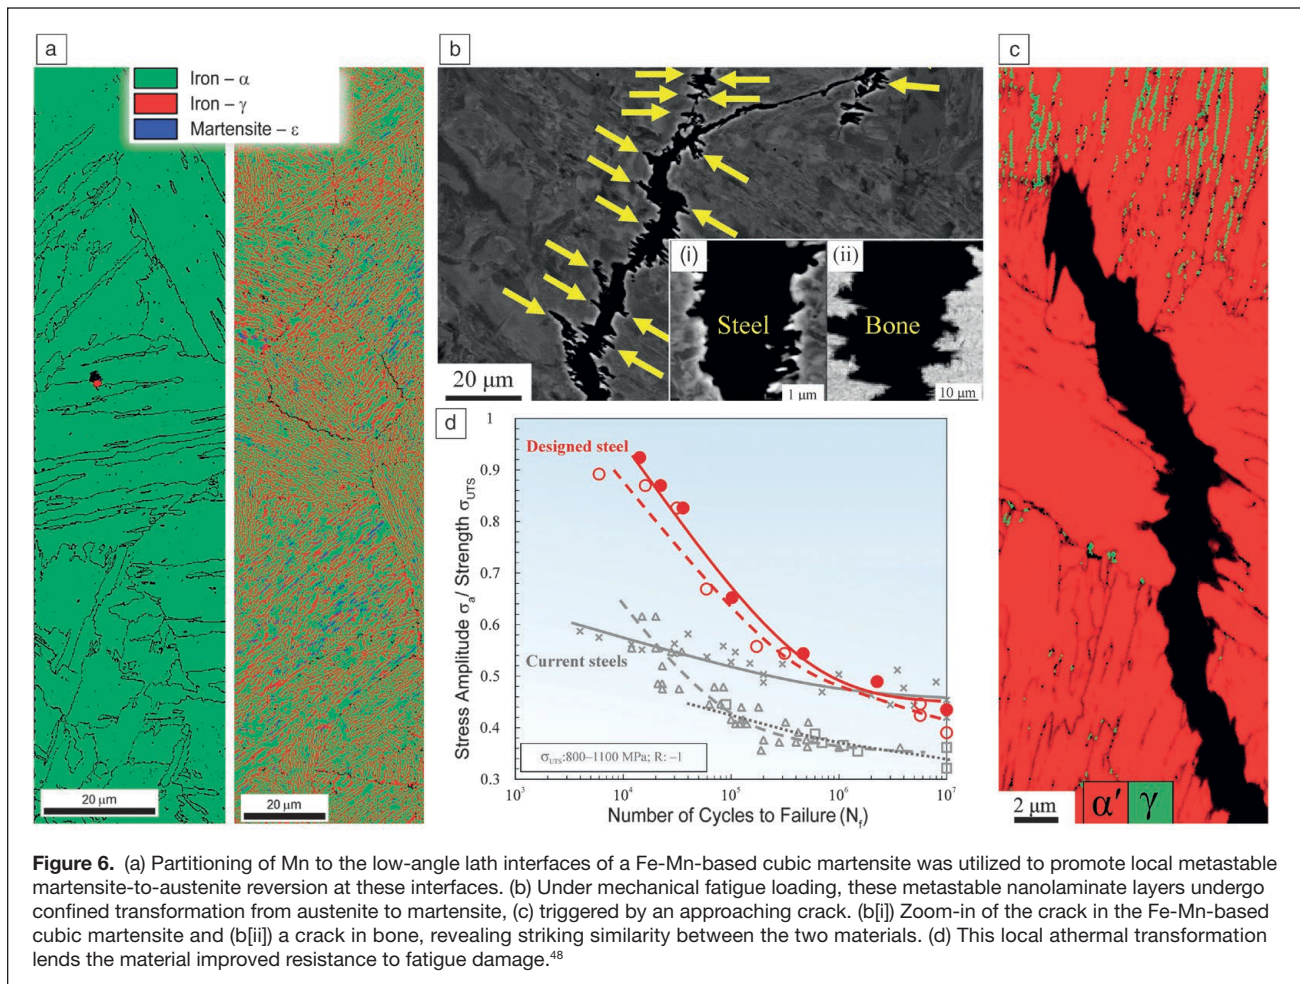 a
Iron – α
Iron – γ
Martensite – ε
20 μm
20 μm
b
(i)
Steel
1 μm
(ii)
Bone
10 μm
20 μm
c
2 μm
α′
γ
d
Designed steel
Current steels
σUTS:800–1100 MPa; R: –1
Stress Amplitude σa/ Strength σUTS
1
0.9
0.8
0.7
0.6
0.5
0.4
0.3
10³
10⁴
10⁵
10⁶
10⁷
Number of Cycles to Failure (Nf)
Figure 6. (a) Partitioning of Mn to the low-angle lath interfaces of a Fe-Mn-based cubic martensite was utilized to promote local metastable
martensite-to-austenite reversion at these interfaces. (b) Under mechanical fatigue loading, these metastable nanolaminate layers undergo
confined transformation from austenite to martensite, (c) triggered by an approaching crack. (b[i]) Zoom-in of the crack in the Fe-Mn-based
cubic martensite and (b[ii]) a crack in bone, revealing striking similarity between the two materials. (d) This local athermal transformation
lends the material improved resistance to fatigue damage.⁴⁸